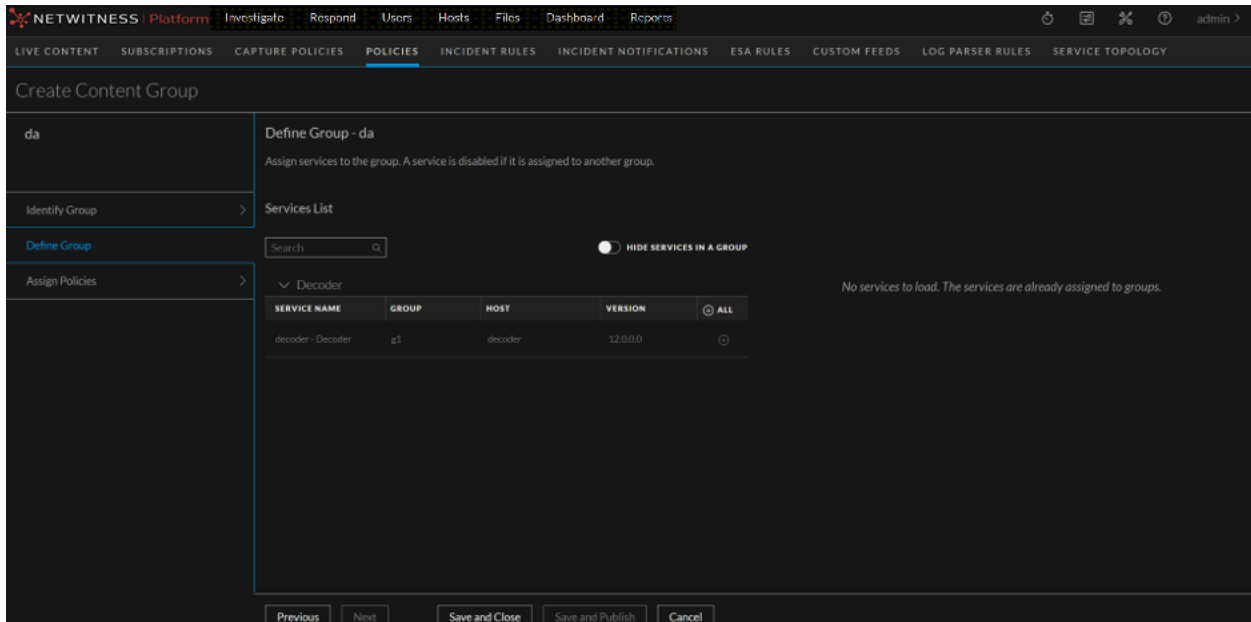 NETWITNESS Platform Investigate Respond Users Hosts Files Dashboard Reports admin >
LIVE CONTENT SUBSCRIPTIONS CAPTURE POLICIES POLICIES INCIDENT RULES INCIDENT NOTIFICATIONS ESA RULES CUSTOM FEEDS LOG PARSER RULES SERVICE TOPOLOGY
Create Content Group
da
Define Group - da
Assign services to the group. A service is disabled if it is assigned to another group.
Identify Group
Services List
Define Group
Search
HIDE SERVICES IN A GROUP
Assign Policies
Decoder
No services to load. The services are already assigned to groups.
SERVICE NAME GROUP HOST VERSION ALL
decoder - Decoder g1 decoder 12.0.0.0
Previous Next Save and Close Save and Publish Cancel